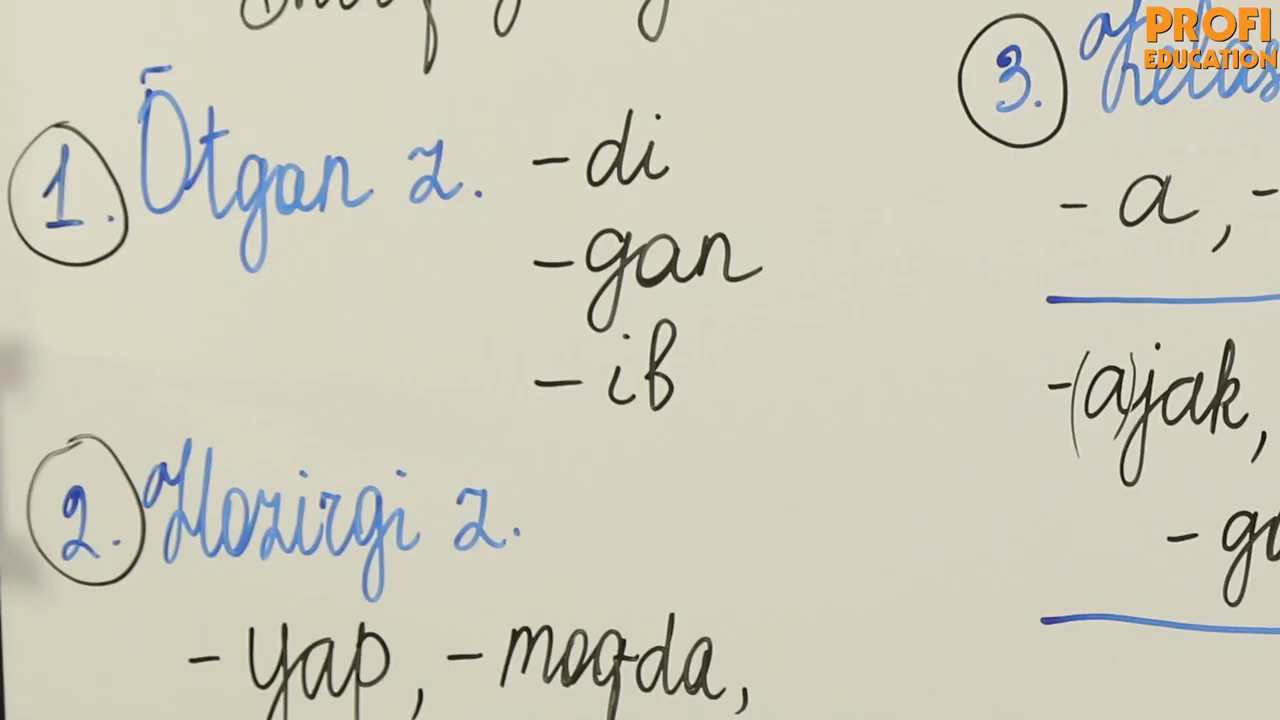 1. Ōtgan z. -di
-gan
-ib
2. Hozirgi z.
-yap, -moqda,
3.
-a, -
-(a)jak,
PROFI
EDUCATION